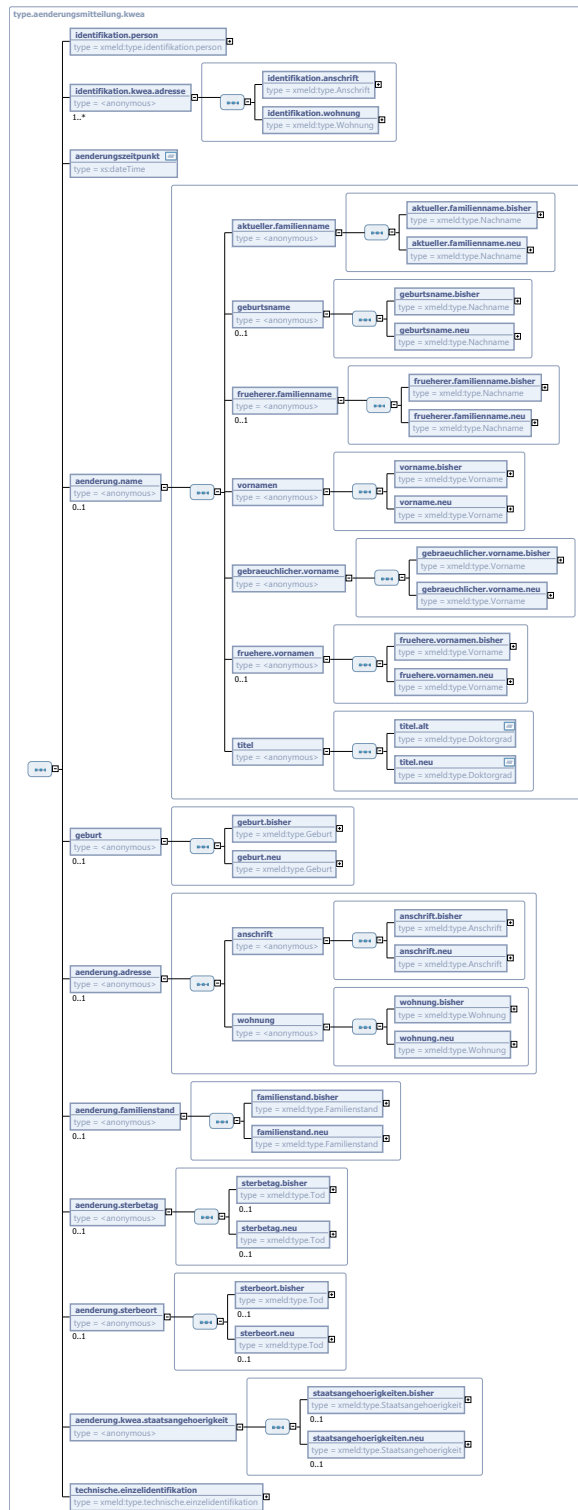 type.aenderungsmitteilung.kwea
identifikation.person
type = xmeld:type.identifikation.person
identifikation.kwea.adresse
type = <anonymous>
1..*
identifikation.anschrift
type = xmeld:type.Anschrift
identifikation.wohnung
type = xmeld:type.Wohnung
aenderungszeitpunkt
type = xs:dateTime
aenderung.name
type = <anonymous>
0..1
aktueller.familienname
type = <anonymous>
aktueller.familienname.bisher
type = xmeld:type.Nachname
aktueller.familienname.neu
type = xmeld:type.Nachname
geburtsname
type = <anonymous>
0..1
geburtsname.bisher
type = xmeld:type.Nachname
geburtsname.neu
type = xmeld:type.Nachname
frueherer.familienname
type = <anonymous>
0..1
frueherer.familienname.bisher
type = xmeld:type.Nachname
frueherer.familienname.neu
type = xmeld:type.Nachname
vornamen
type = <anonymous>
vorname.bisher
type = xmeld:type.Vorname
vorname.neu
type = xmeld:type.Vorname
gebraeuchlicher.vorname
type = <anonymous>
gebraeuchlicher.vorname.bisher
type = xmeld:type.Vorname
gebraeuchlicher.vorname.neu
type = xmeld:type.Vorname
fruehere.vornamen
type = <anonymous>
0..1
fruehere.vornamen.bisher
type = xmeld:type.Vorname
fruehere.vornamen.neu
type = xmeld:type.Vorname
titel
type = <anonymous>
titel.alt
type = xmeld:type.Doktorgrad
titel.neu
type = xmeld:type.Doktorgrad
geburt
type = <anonymous>
0..1
geburt.bisher
type = xmeld:type.Geburt
geburt.neu
type = xmeld:type.Geburt
aenderung.adresse
type = <anonymous>
0..1
anschrift
type = <anonymous>
anschrift.bisher
type = xmeld:type.Anschrift
anschrift.neu
type = xmeld:type.Anschrift
wohnung
type = <anonymous>
wohnung.bisher
type = xmeld:type.Wohnung
wohnung.neu
type = xmeld:type.Wohnung
aenderung.familienstand
type = <anonymous>
0..1
familienstand.bisher
type = xmeld:type.Familienstand
familienstand.neu
type = xmeld:type.Familienstand
aenderung.sterbetag
type = <anonymous>
0..1
sterbetag.bisher
type = xmeld:type.Tod
0..1
sterbetag.neu
type = xmeld:type.Tod
0..1
aenderung.sterbeort
type = <anonymous>
0..1
sterbeort.bisher
type = xmeld:type.Tod
0..1
sterbeort.neu
type = xmeld:type.Tod
0..1
aenderung.kwea.staatsangehoerigkeit
type = <anonymous>
staatsangehoerigkeiten.bisher
type = xmeld:type.Staatsangehoerigkeit
0..1
staatsangehoerigkeiten.neu
type = xmeld:type.Staatsangehoerigkeit
0..1
technische.einzelidentifikation
type = xmeld:type.technische.einzelidentifikation